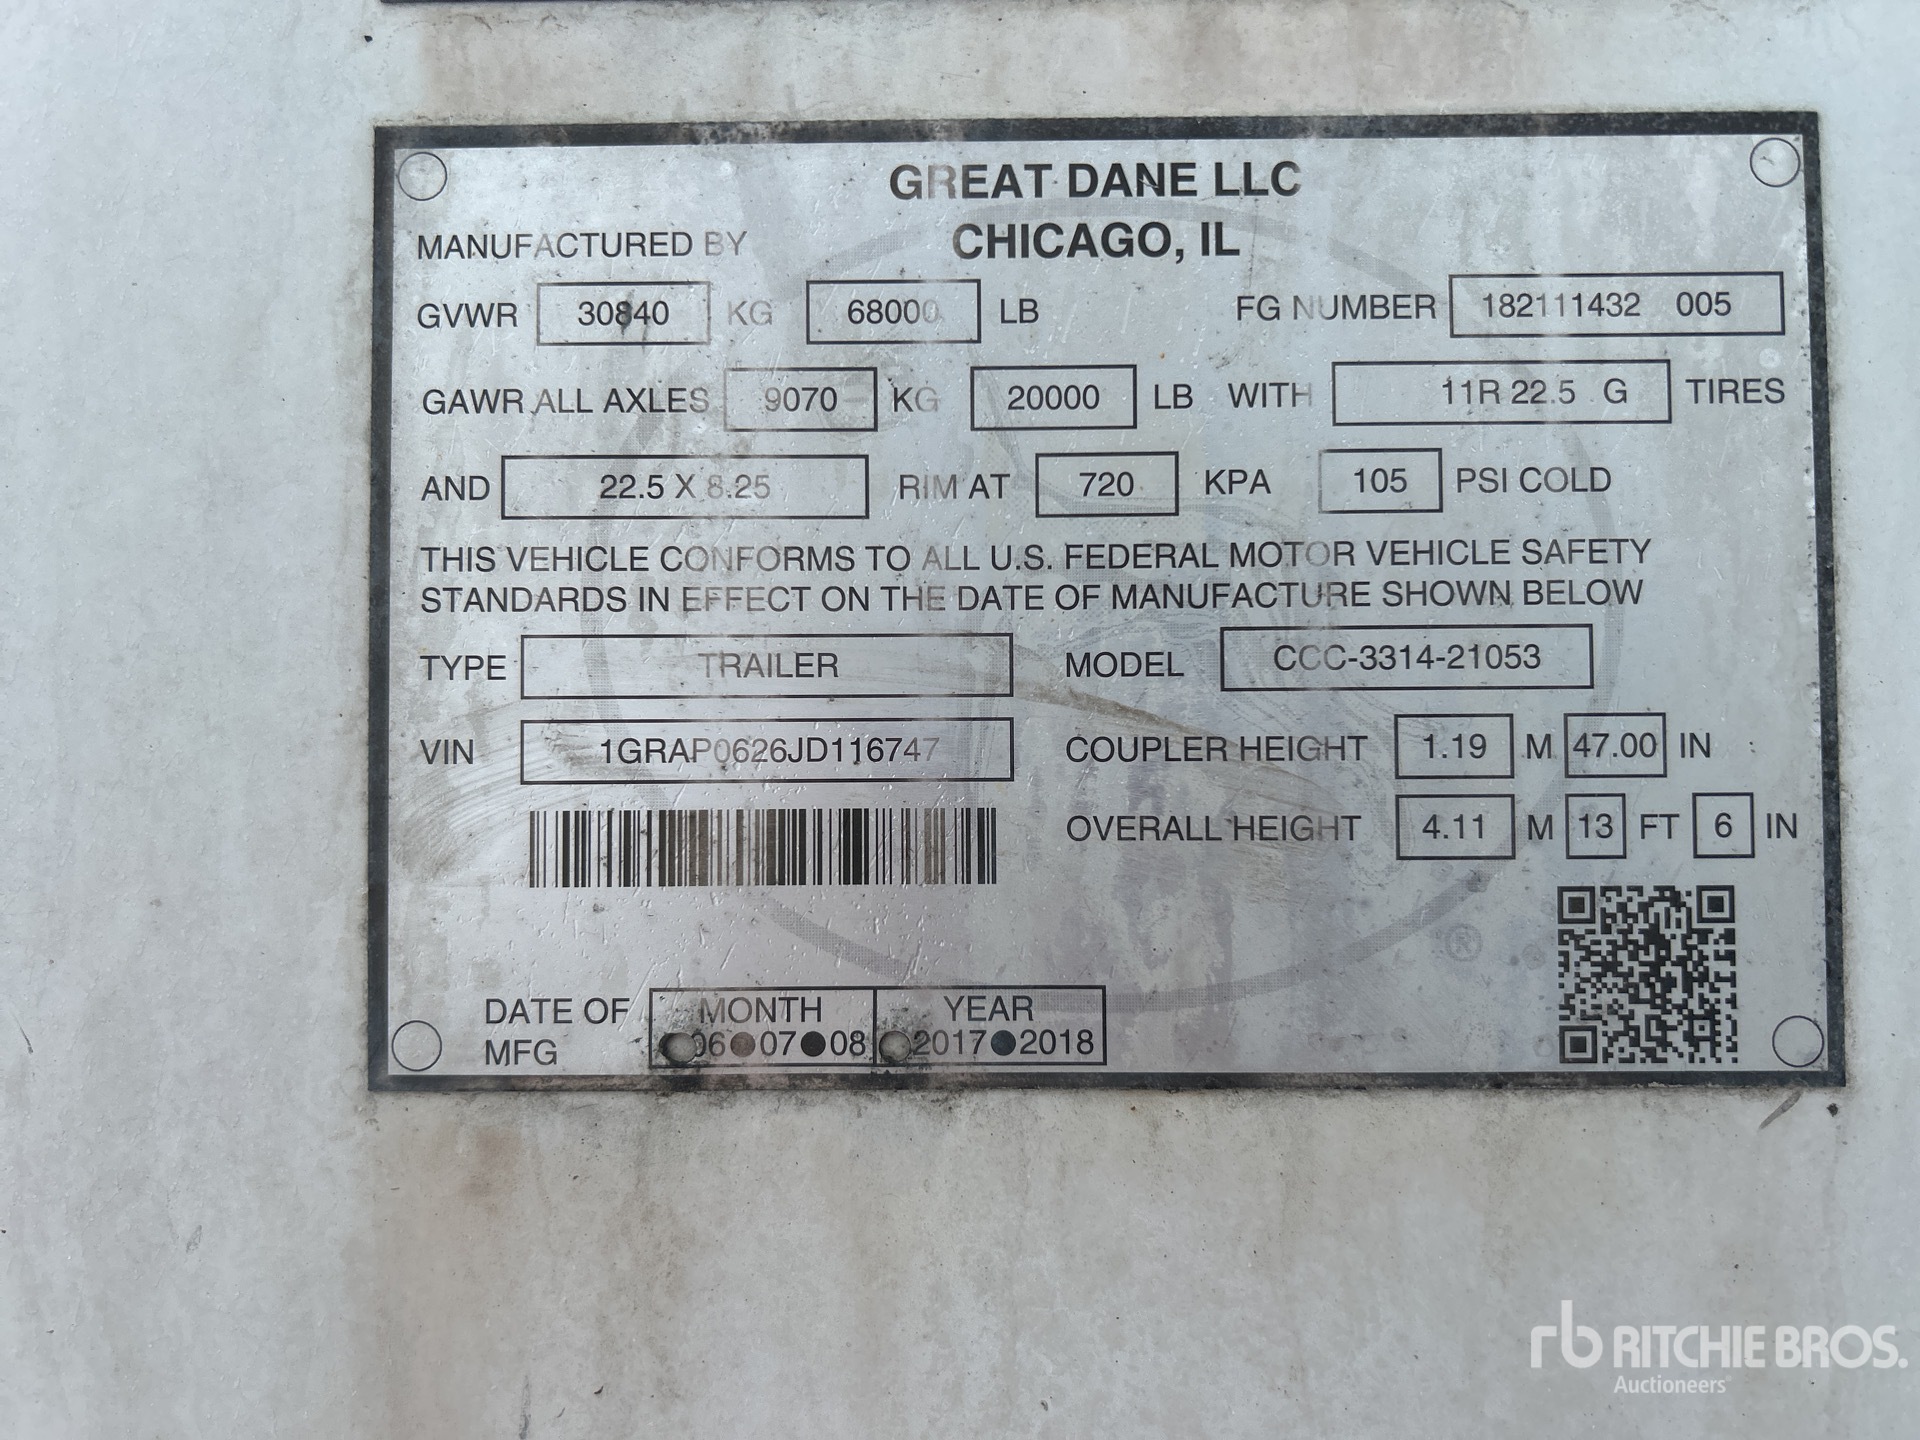 GREAT DANE LLC
MANUFACTURED BY CHICAGO, IL
GVWR 30840 KG 68000 LB FG NUMBER 182111432 005
GAWR ALL AXLES 9070 KG 20000 LB WITH 11R 22.5 G TIRES
AND 22.5 X 8.25 RIM AT 720 KPA 105 PSI COLD
THIS VEHICLE CONFORMS TO ALL U.S. FEDERAL MOTOR VEHICLE SAFETY
STANDARDS IN EFFECT ON THE DATE OF MANUFACTURE SHOWN BELOW
TYPE TRAILER MODEL CCC-3314-21053
VIN 1GRAP0626JD116747 COUPLER HEIGHT 1.19 M 47.00 IN
OVERALL HEIGHT 4.11 M 13 FT 6 IN
®
DATE OF MONTH YEAR
MFG 06 07 08 2017 2018
rb RITCHIE BROS.
Auctioneers